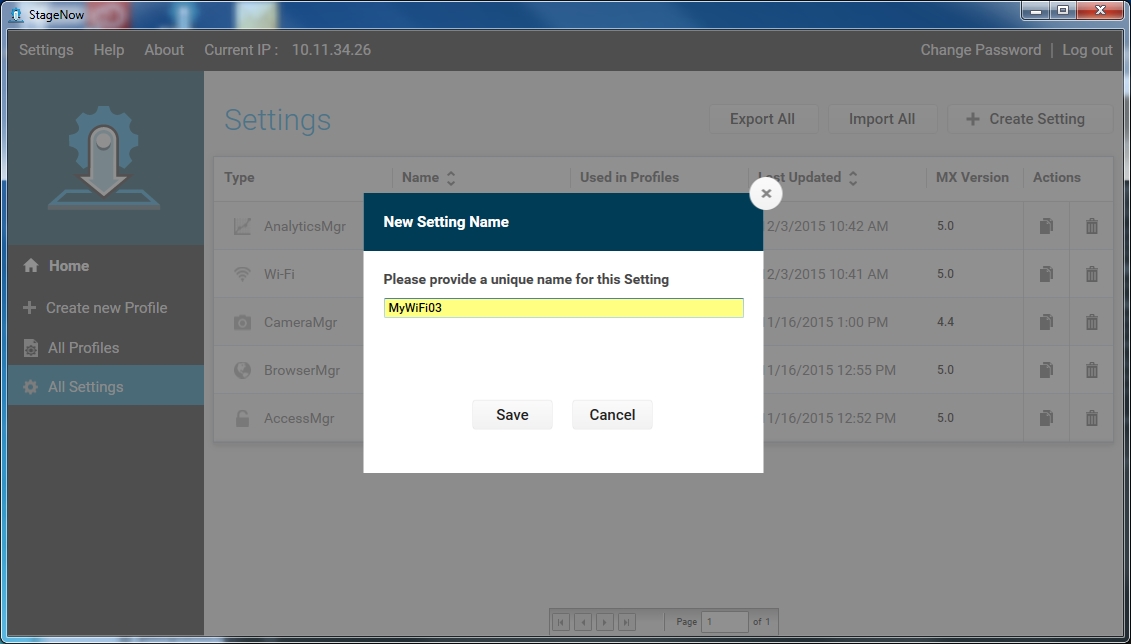 StageNow
Settings Help About Current IP : 10.11.34.26 Change Password | Log out
Settings Export All Import All + Create Setting
Type Name Used in Profiles Last Updated MX Version Actions
New Setting Name
AnalyticsMgr 12/3/2015 10:42 AM 5.0
Home
Please provide a unique name for this Setting
Wi-Fi 12/3/2015 10:41 AM 5.0
Create new Profile
MyWiFi03
CameraMgr 11/16/2015 1:00 PM 4.4
All Profiles
BrowserMgr 11/16/2015 12:55 PM 5.0
All Settings
Save Cancel
AccessMgr 11/16/2015 12:52 PM 5.0
Page 1 of 1